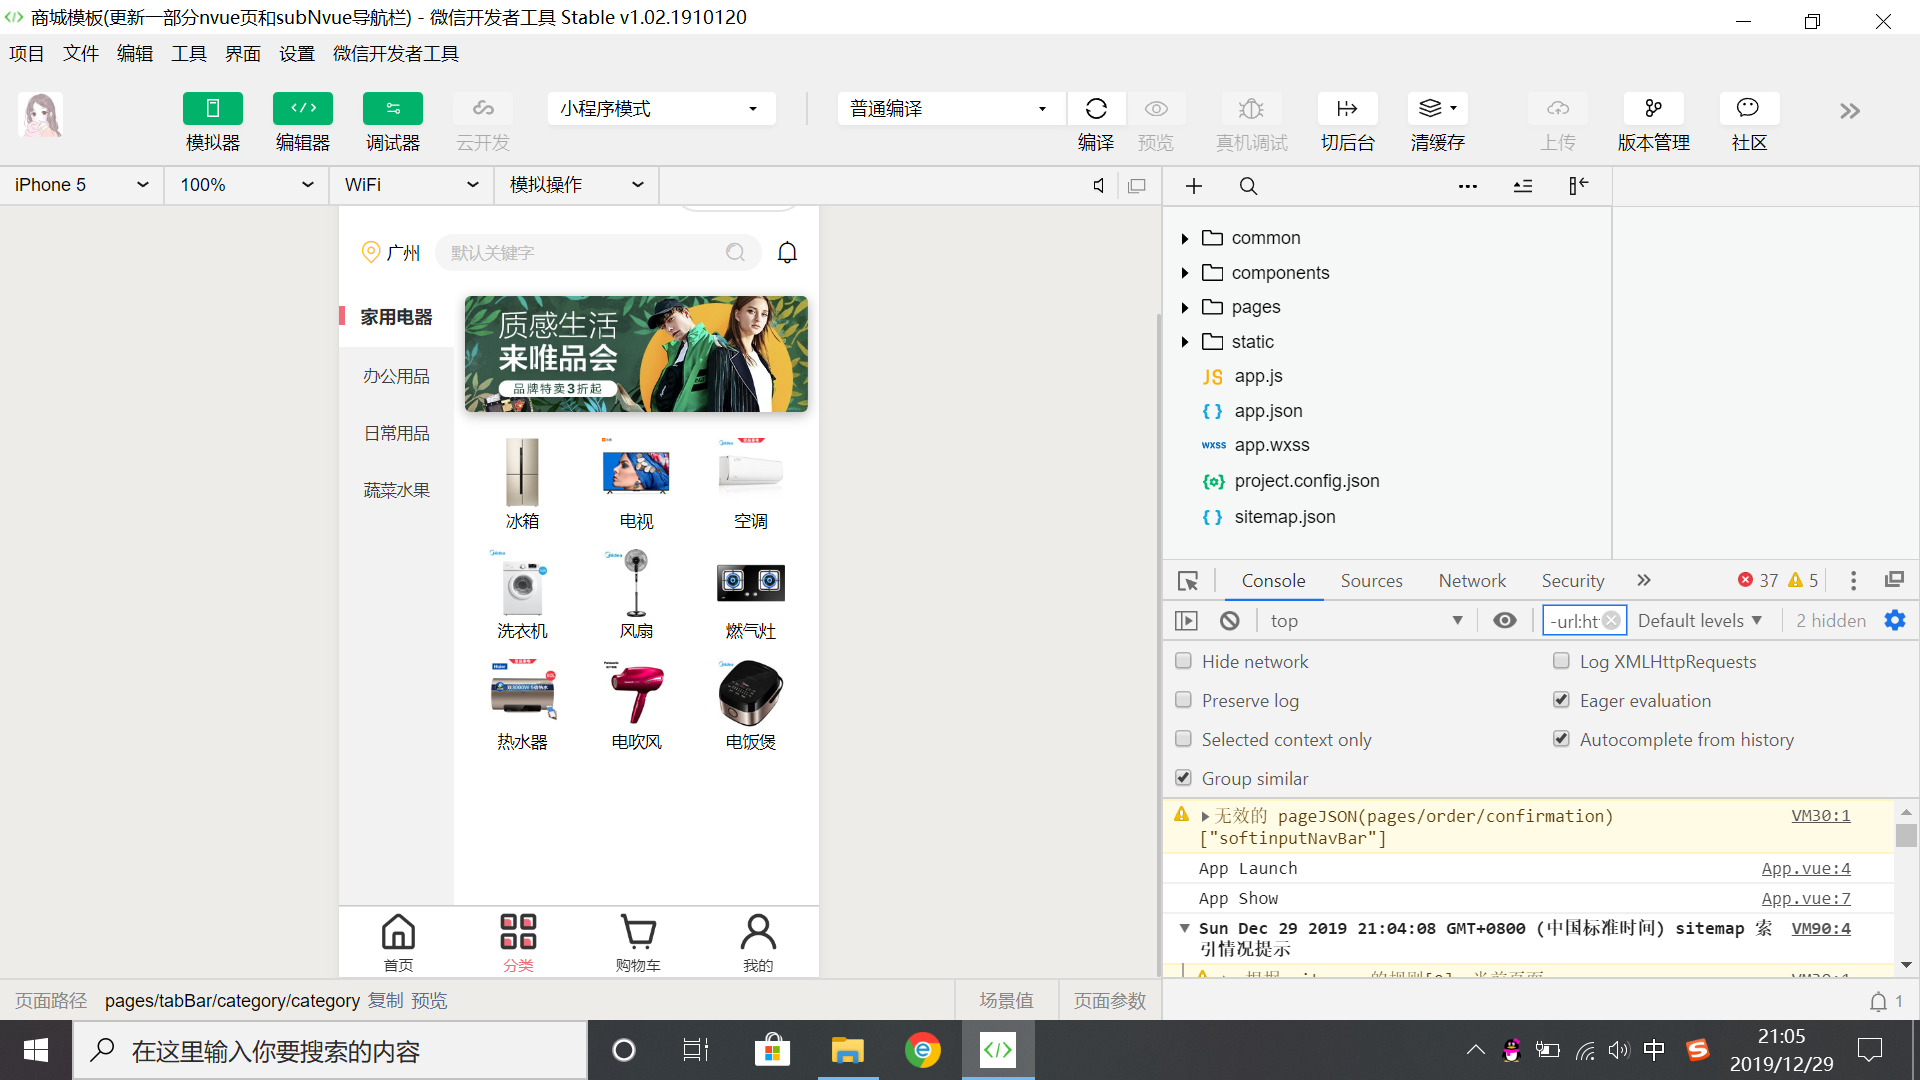 商城模板(更新一部分nvue页和subNvue导航栏) - 微信开发者工具 Stable v1.02.1910120
项目 文件 编辑 工具 界面 设置 微信开发者工具
模拟器 编辑器 调试器 云开发 小程序模式 普通编译 编译 预览 真机调试 切后台 清缓存 上传 版本管理 社区
iPhone 5 100% WiFi 模拟操作
广州 默认关键字
家用电器
办公用品
日常用品
蔬菜水果
质感生活
来唯品会
品牌特卖3折起
冰箱 电视 空调
洗衣机 风扇 燃气灶
热水器 电吹风 电饭煲
首页 分类 购物车 我的
common
components
pages
static
JS app.js
{ } app.json
WXSS app.wxss
project.config.json
{ } sitemap.json
Console Sources Network Security 37 5
top -url:ht Default levels 2 hidden
Hide network Log XMLHttpRequests
Preserve log Eager evaluation
Selected context only Autocomplete from history
Group similar
无效的 pageJSON(pages/order/confirmation) VM30:1
["softinputNavBar"]
App Launch App.vue:4
App Show App.vue:7
Sun Dec 29 2019 21:04:08 GMT+0800 (中国标准时间) sitemap 索 VM90:4
引情况提示
页面路径 pages/tabBar/category/category 复制 预览 场景值 页面参数 1
在这里输入你要搜索的内容 中 21:05
2019/12/29